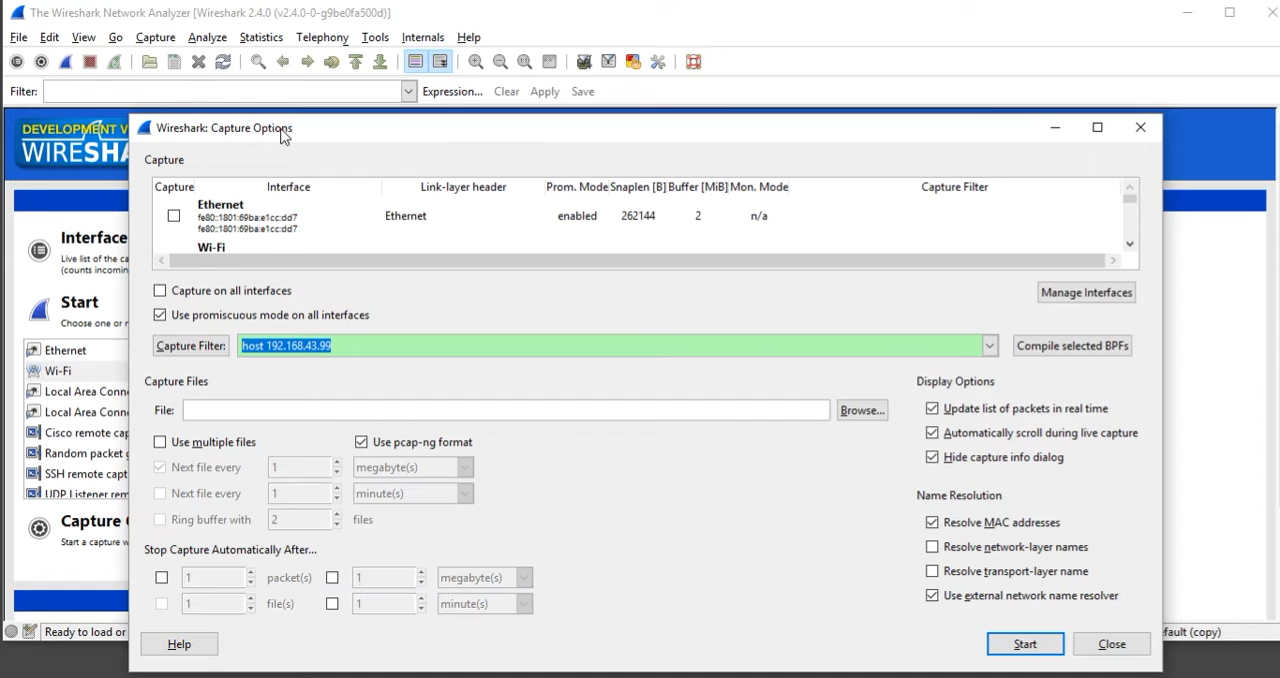 The Wireshark Network Analyzer [Wireshark 2.4.0 (v2.4.0-0-g9be0fa500d)]
File Edit View Go Capture Analyze Statistics Telephony Tools Internals Help
Filter: Expression... Clear Apply Save
DEVELOPMENT V
WIRESHA
Wireshark: Capture Options
Capture
Capture Interface Link-layer header Prom. Mode Snaplen [B] Buffer [MiB] Mon. Mode Capture Filter
Ethernet
fe80::1801:69ba:e1cc:dd7
fe80::1801:69ba:e1cc:dd7
Ethernet enabled 262144 2 n/a
Wi-Fi
Interface
Live list of the ca
(counts incomin
Capture on all interfaces
Manage Interfaces
Start
Choose one or m
Use promiscuous mode on all interfaces
Capture Filter: host 192.168.43.99 Compile selected BPFs
Ethernet
Wi-Fi
Local Area Conne
Local Area Conne
Cisco remote cap
Random packet g
SSH remote capt
UDP Listener rem
Capture Files
File: Browse...
Use multiple files Use pcap-ng format
Next file every 1 megabyte(s)
Next file every 1 minute(s)
Ring buffer with 2 files
Stop Capture Automatically After...
1 packet(s) 1 megabyte(s)
1 file(s) 1 minute(s)
Display Options
Update list of packets in real time
Automatically scroll during live capture
Hide capture info dialog
Name Resolution
Resolve MAC addresses
Resolve network-layer names
Resolve transport-layer name
Use external network name resolver
Capture
Start a capture w
Ready to load or
efault (copy)
Help Start Close